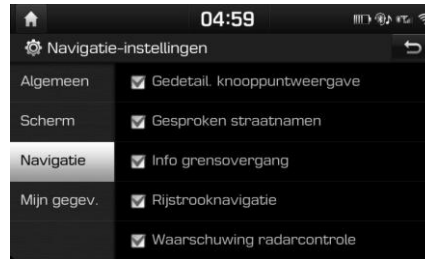 04:59
Navigatie-instellingen
Algemeen
Gedetail. knooppuntweergave
Scherm
Gesproken straatnamen
Navigatie
Info grensovergang
Mijn gegev.
Rijstrooknavigatie
Waarschuwing radarcontrole